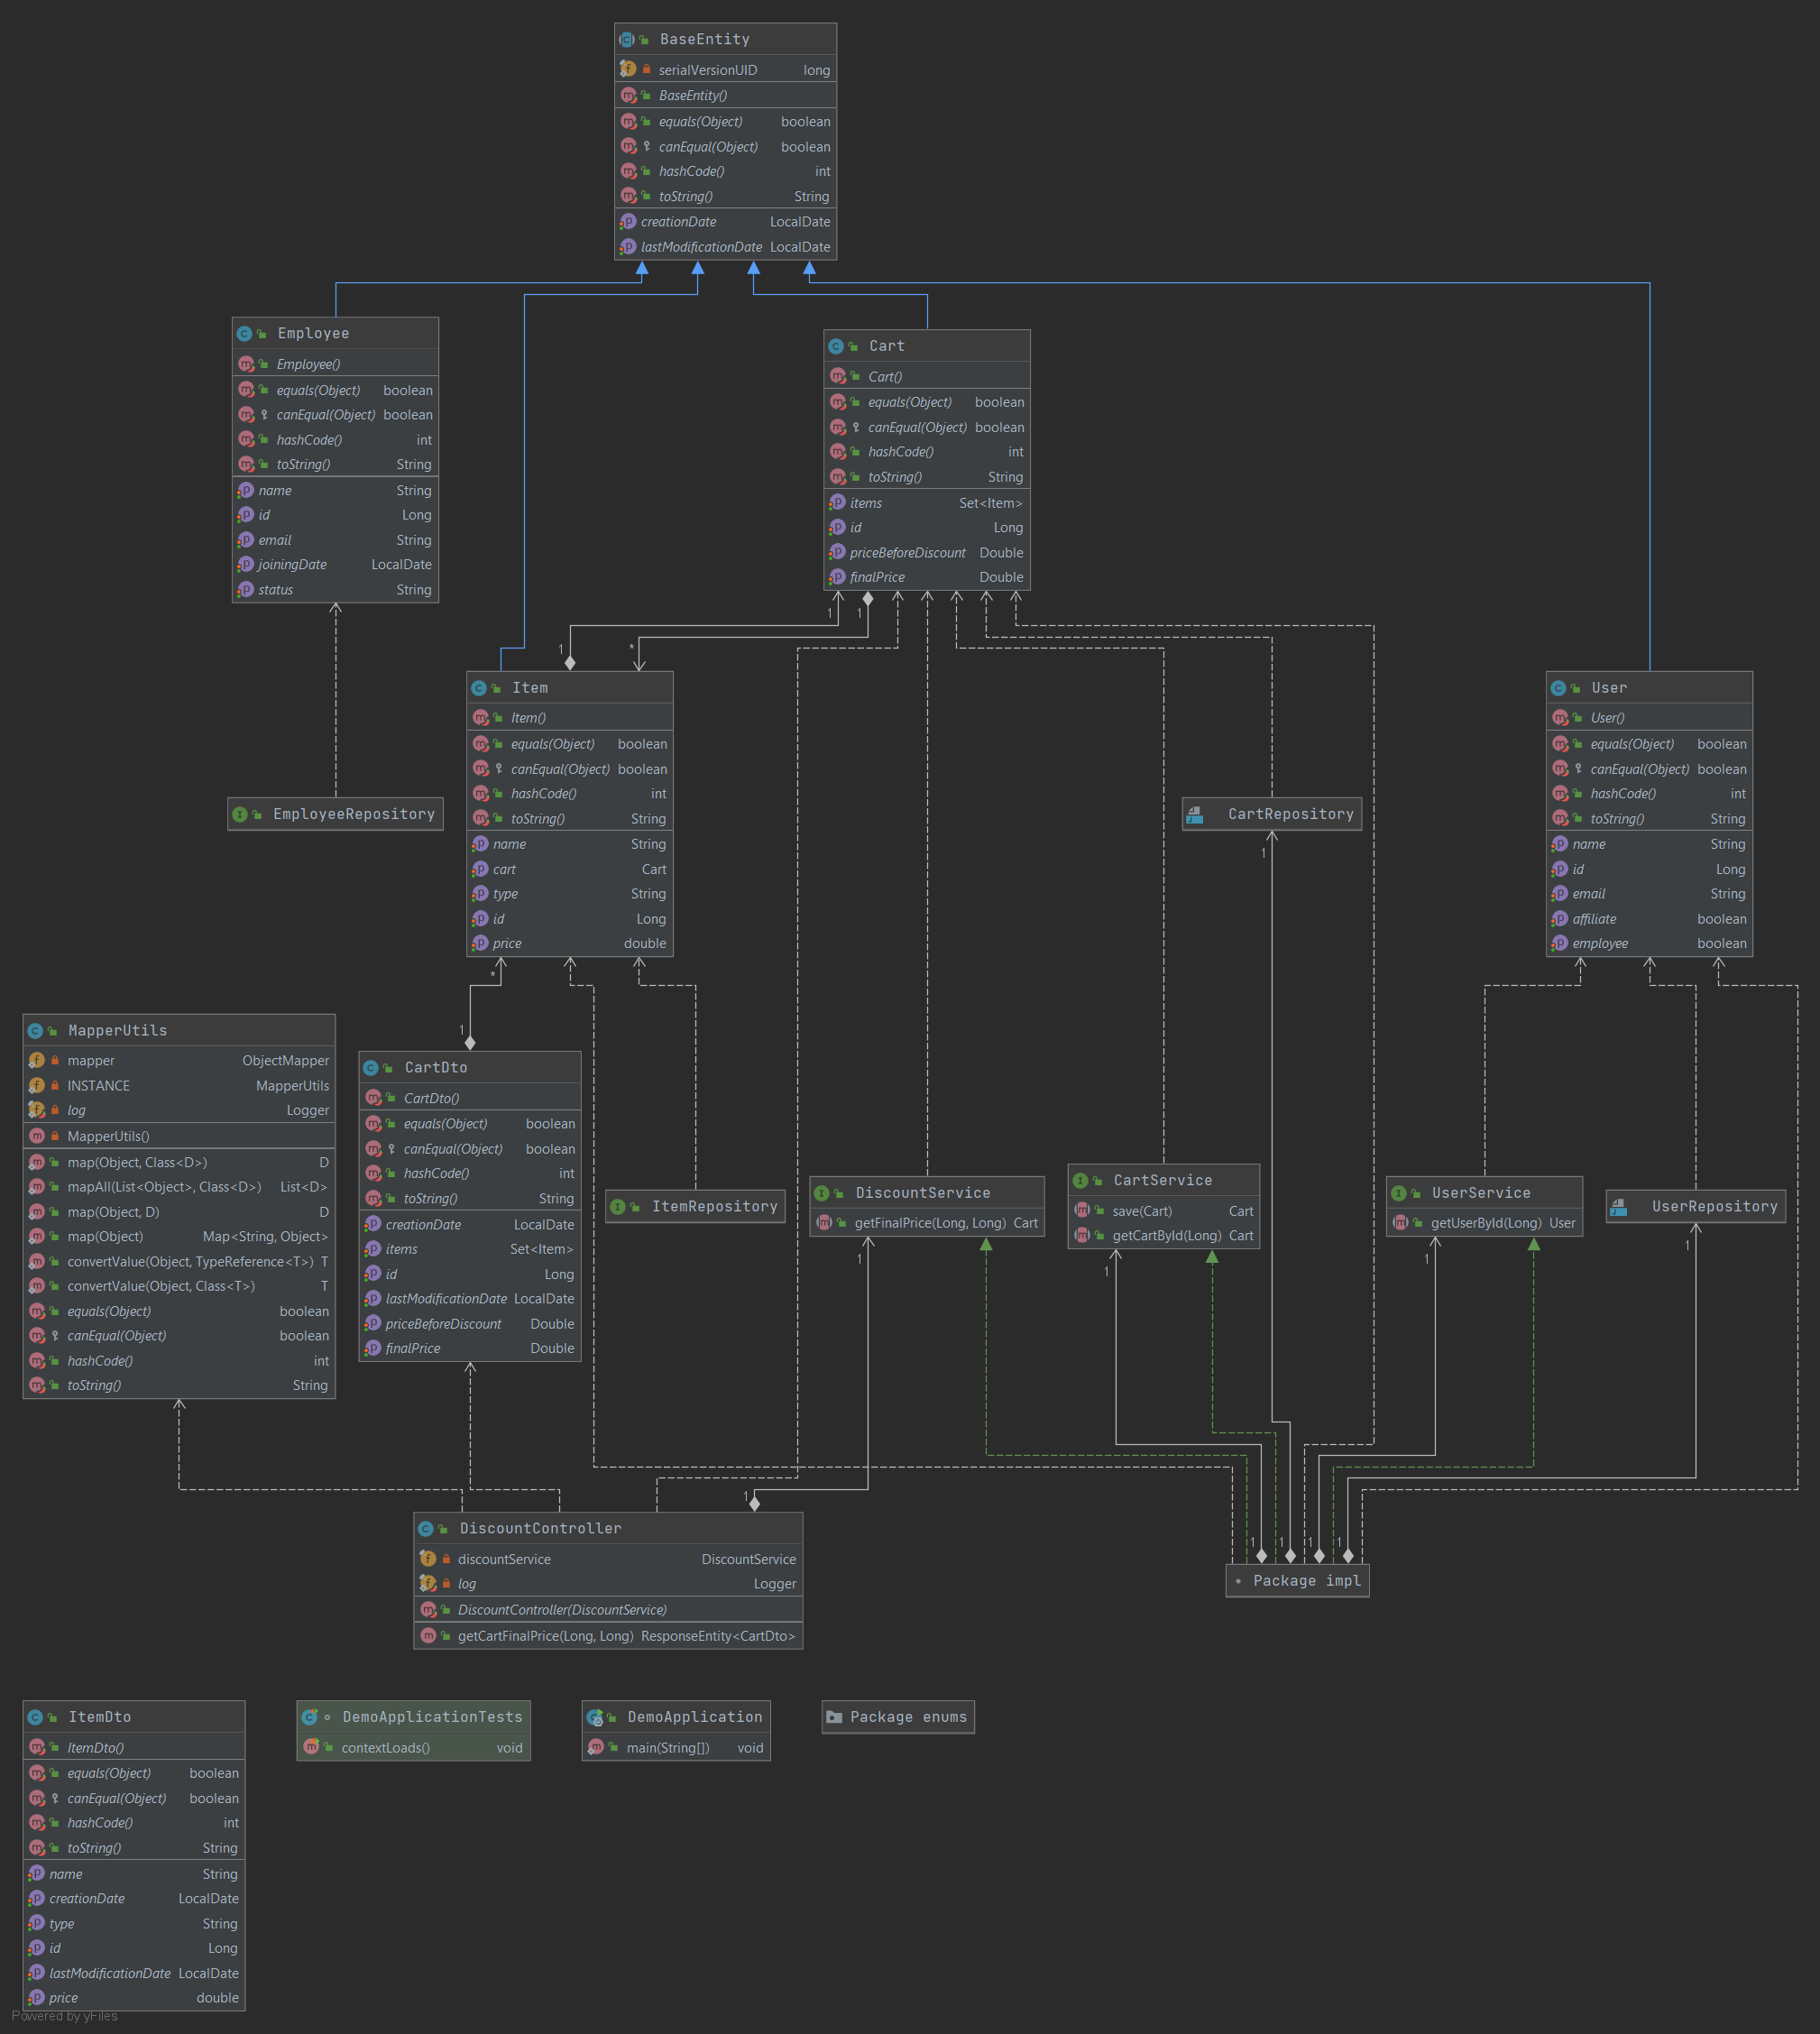 BaseEntity
serialVersionUID long
BaseEntity()
equals(Object) boolean
canEqual(Object) boolean
hashCode() int
toString() String
creationDate LocalDate
lastModificationDate LocalDate
Employee
Employee()
equals(Object) boolean
canEqual(Object) boolean
hashCode() int
toString() String
name String
id Long
email String
joiningDate LocalDate
status String
Cart
Cart()
equals(Object) boolean
canEqual(Object) boolean
hashCode() int
toString() String
items Set<Item>
id Long
priceBeforeDiscount Double
finalPrice Double
1
1
1
*
Item
Item()
equals(Object) boolean
canEqual(Object) boolean
hashCode() int
toString() String
name String
cart Cart
type String
id Long
price double
User
User()
equals(Object) boolean
canEqual(Object) boolean
hashCode() int
toString() String
name String
id Long
email String
affiliate boolean
employee boolean
EmployeeRepository
CartRepository
1
*
1
MapperUtils
mapper ObjectMapper
INSTANCE MapperUtils
log Logger
MapperUtils()
map(Object, Class<D>) D
mapAll(List<Object>, Class<D>) List<D>
map(Object, D) D
map(Object) Map<String, Object>
convertValue(Object, TypeReference<T>) T
convertValue(Object, Class<T>) T
equals(Object) boolean
canEqual(Object) boolean
hashCode() int
toString() String
CartDto
CartDto()
equals(Object) boolean
canEqual(Object) boolean
hashCode() int
toString() String
creationDate LocalDate
items Set<Item>
id Long
lastModificationDate LocalDate
priceBeforeDiscount Double
finalPrice Double
ItemRepository
DiscountService
getFinalPrice(Long, Long) Cart
CartService
save(Cart) Cart
getCartById(Long) Cart
UserService
getUserById(Long) User
UserRepository
1
1
1
1
1
DiscountController
discountService DiscountService
log Logger
DiscountController(DiscountService)
getCartFinalPrice(Long, Long) ResponseEntity<CartDto>
1
1
1
1
Package impl
ItemDto
ItemDto()
equals(Object) boolean
canEqual(Object) boolean
hashCode() int
toString() String
name String
creationDate LocalDate
type String
id Long
lastModificationDate LocalDate
price double
DemoApplicationTests
contextLoads() void
DemoApplication
main(String[]) void
Package enums
Powered by yFiles